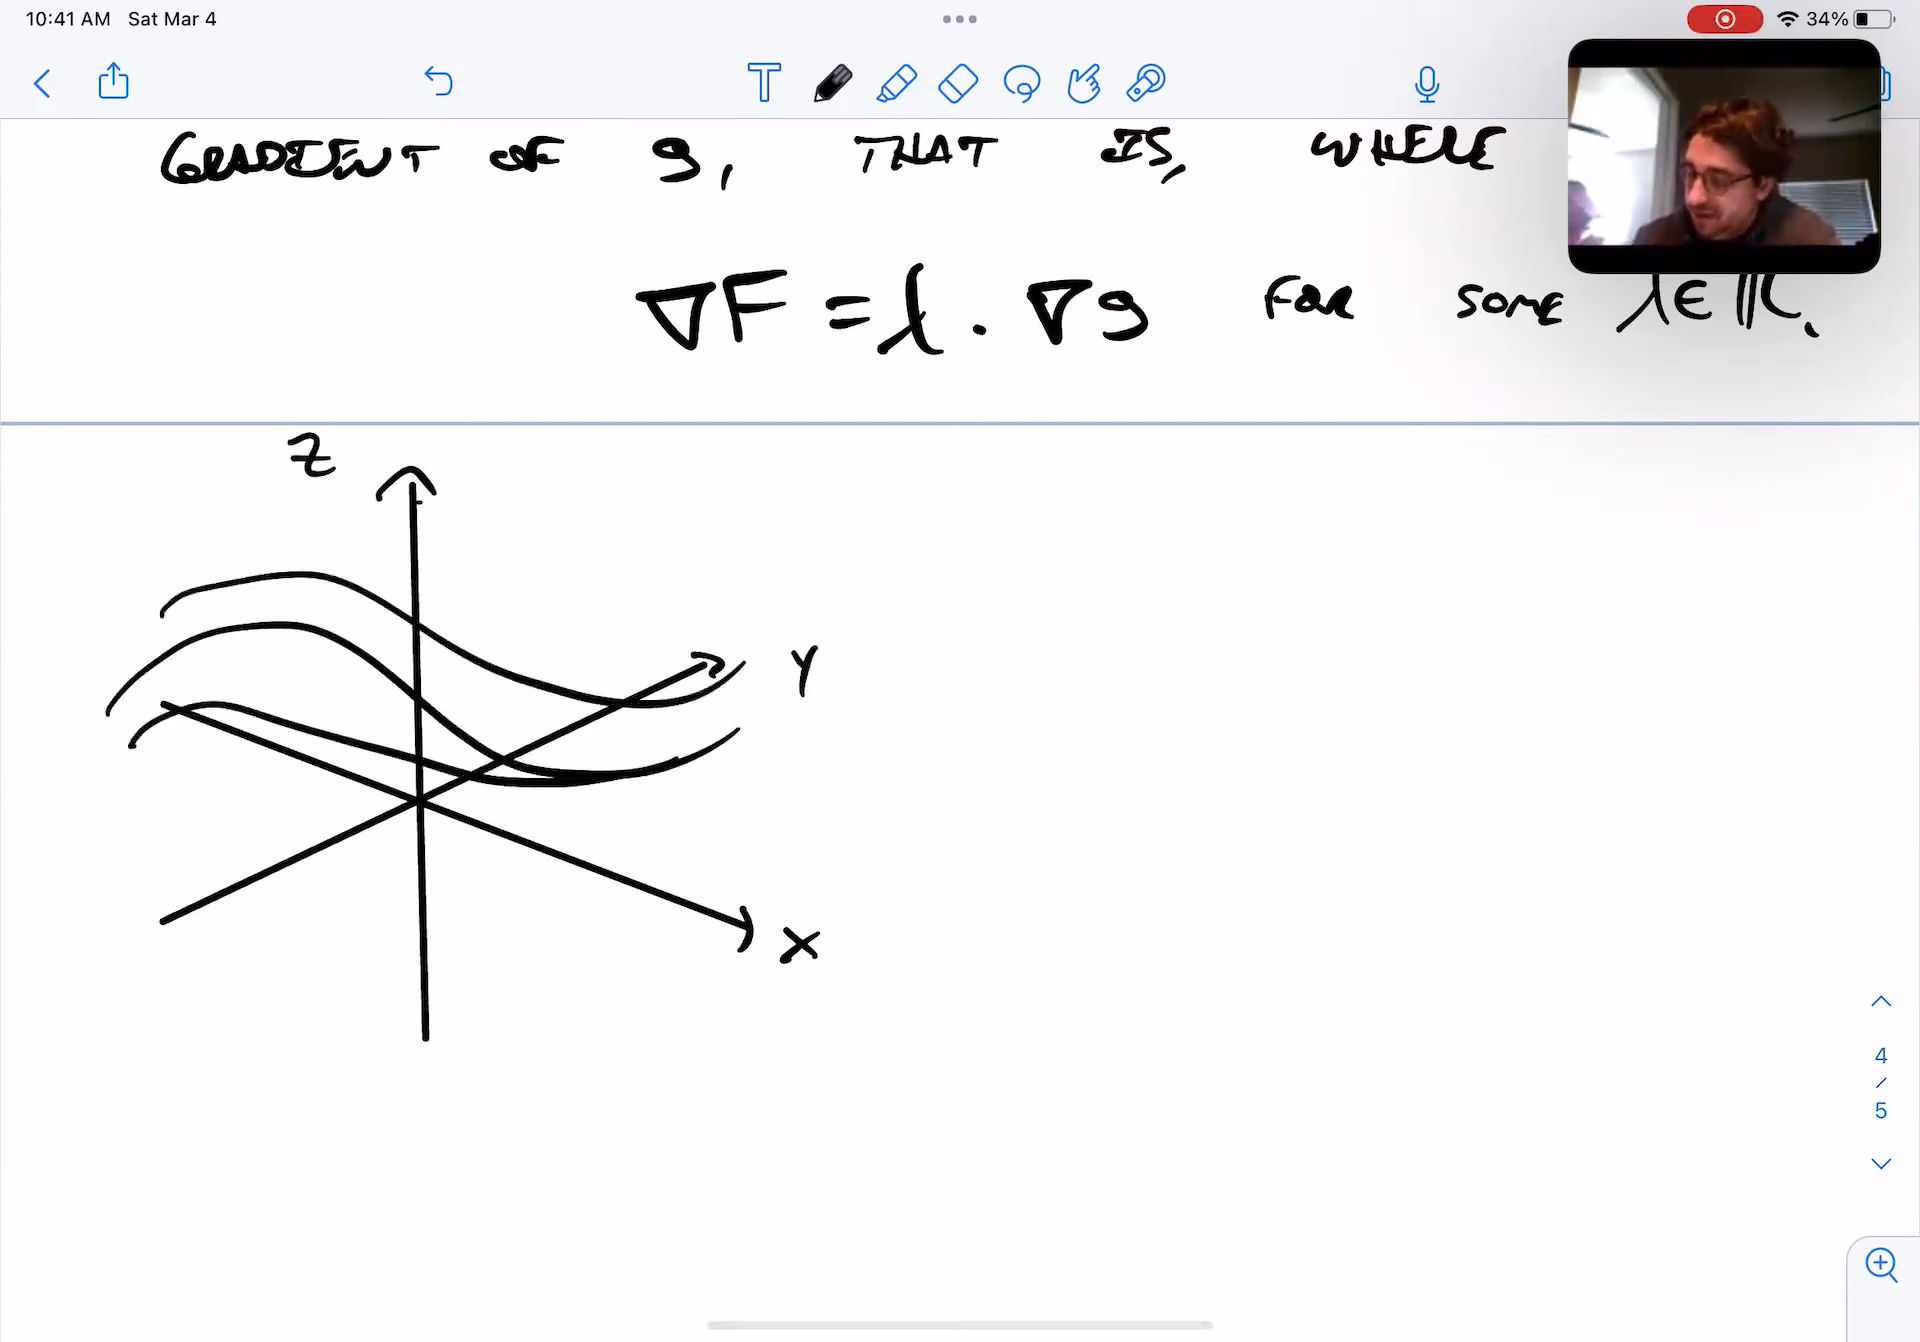 10:41 AM Sat Mar 4
34%
T
GRADIENT OF g, THAT IS, WHERE
∇F = λ · ∇g FOR SOME λ∈ℝ.
Z
Y
X
4
/
5